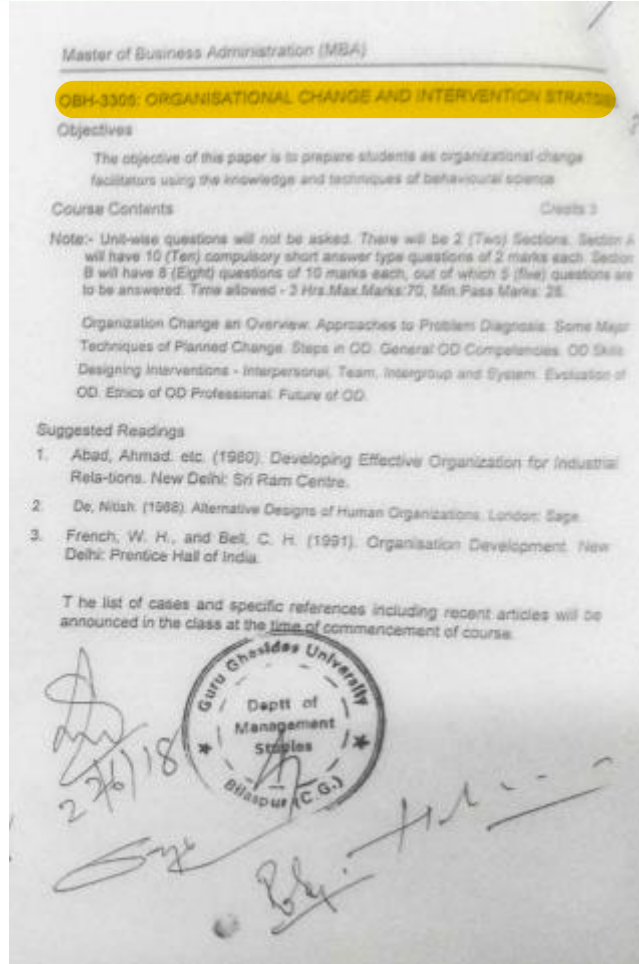 Master of Business Administration (MBA)
OBH-3305: ORGANISATIONAL CHANGE AND INTERVENTION
Objectives
The objective of this paper is to prepare students as organizational change
facilitators using the knowledge and techniques of behavioural science
Course Contents Credits 3
Note:- Unit-wise questions will not be asked. There will be 2 (Two) Sections. Section A
will have 10 (Ten) compulsory short answer type questions of 2 marks each. Section
B will have 8 (Eight) questions of 10 marks each, out of which 5 (five) questions are
to be answered. Time allowed - 3 Hrs.Max.Marks:70, Min.Pass Marks: 28.
Organization Change an Overview. Approaches to Problem Diagnosis. Some Major
Techniques of Planned Change. Steps in OD. General OD Competencies. OD Skills.
Designing Interventions - Interpersonal, Team, Intergroup and System. Evaluation of
OD. Ethics of OD Professional. Future of OD.
Suggested Readings
1. Abad, Ahmad. etc. (1980). Developing Effective Organization for Industrial
Rela-tions. New Delhi: Sri Ram Centre.
2. De, Nitish. (1988). Alternative Designs of Human Organizations. London: Sage.
3. French, W. H., and Bell, C. H. (1991). Organisation Development. New
Delhi: Prentice Hall of India.
T he list of cases and specific references including recent articles will be
announced in the class at the time of commencement of course.
Guru Ghasidas University
Deptt of
Management
Bilaspur (C.G.)